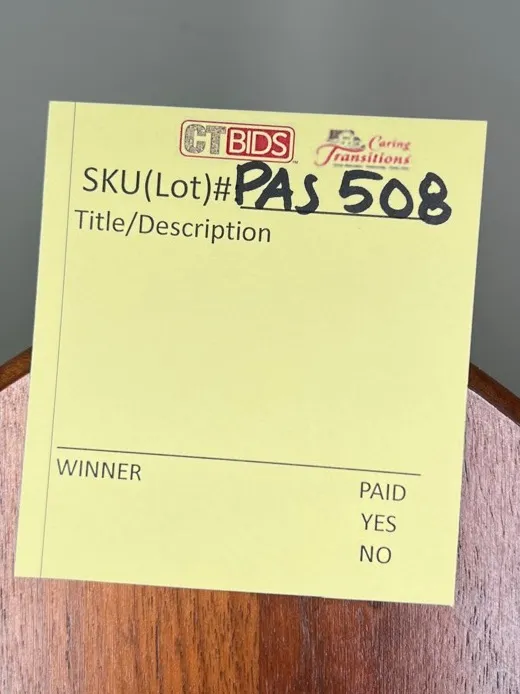 CTBIDS
Caring
Transitions
SKU(Lot)# PAS 508
Title/Description
WINNER
PAID
YES
NO